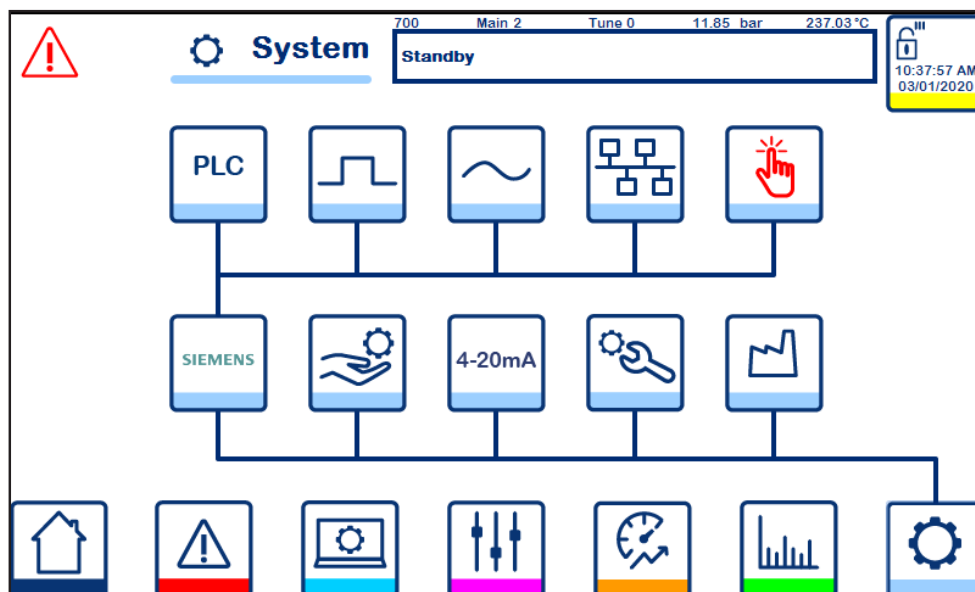 700 Main 2 Tune 0 11.85 bar 237.03 °C
System
Standby
10:37:57 AM
03/01/2020
PLC
SIEMENS
4-20mA